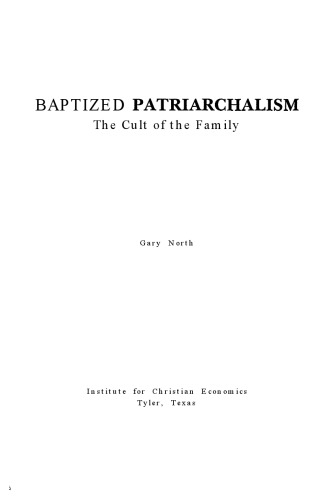 BAPTIZED PATRIARCHALISM
The Cult of the Family
Gary North
Institute for Christian Economics
Tyler, Texas